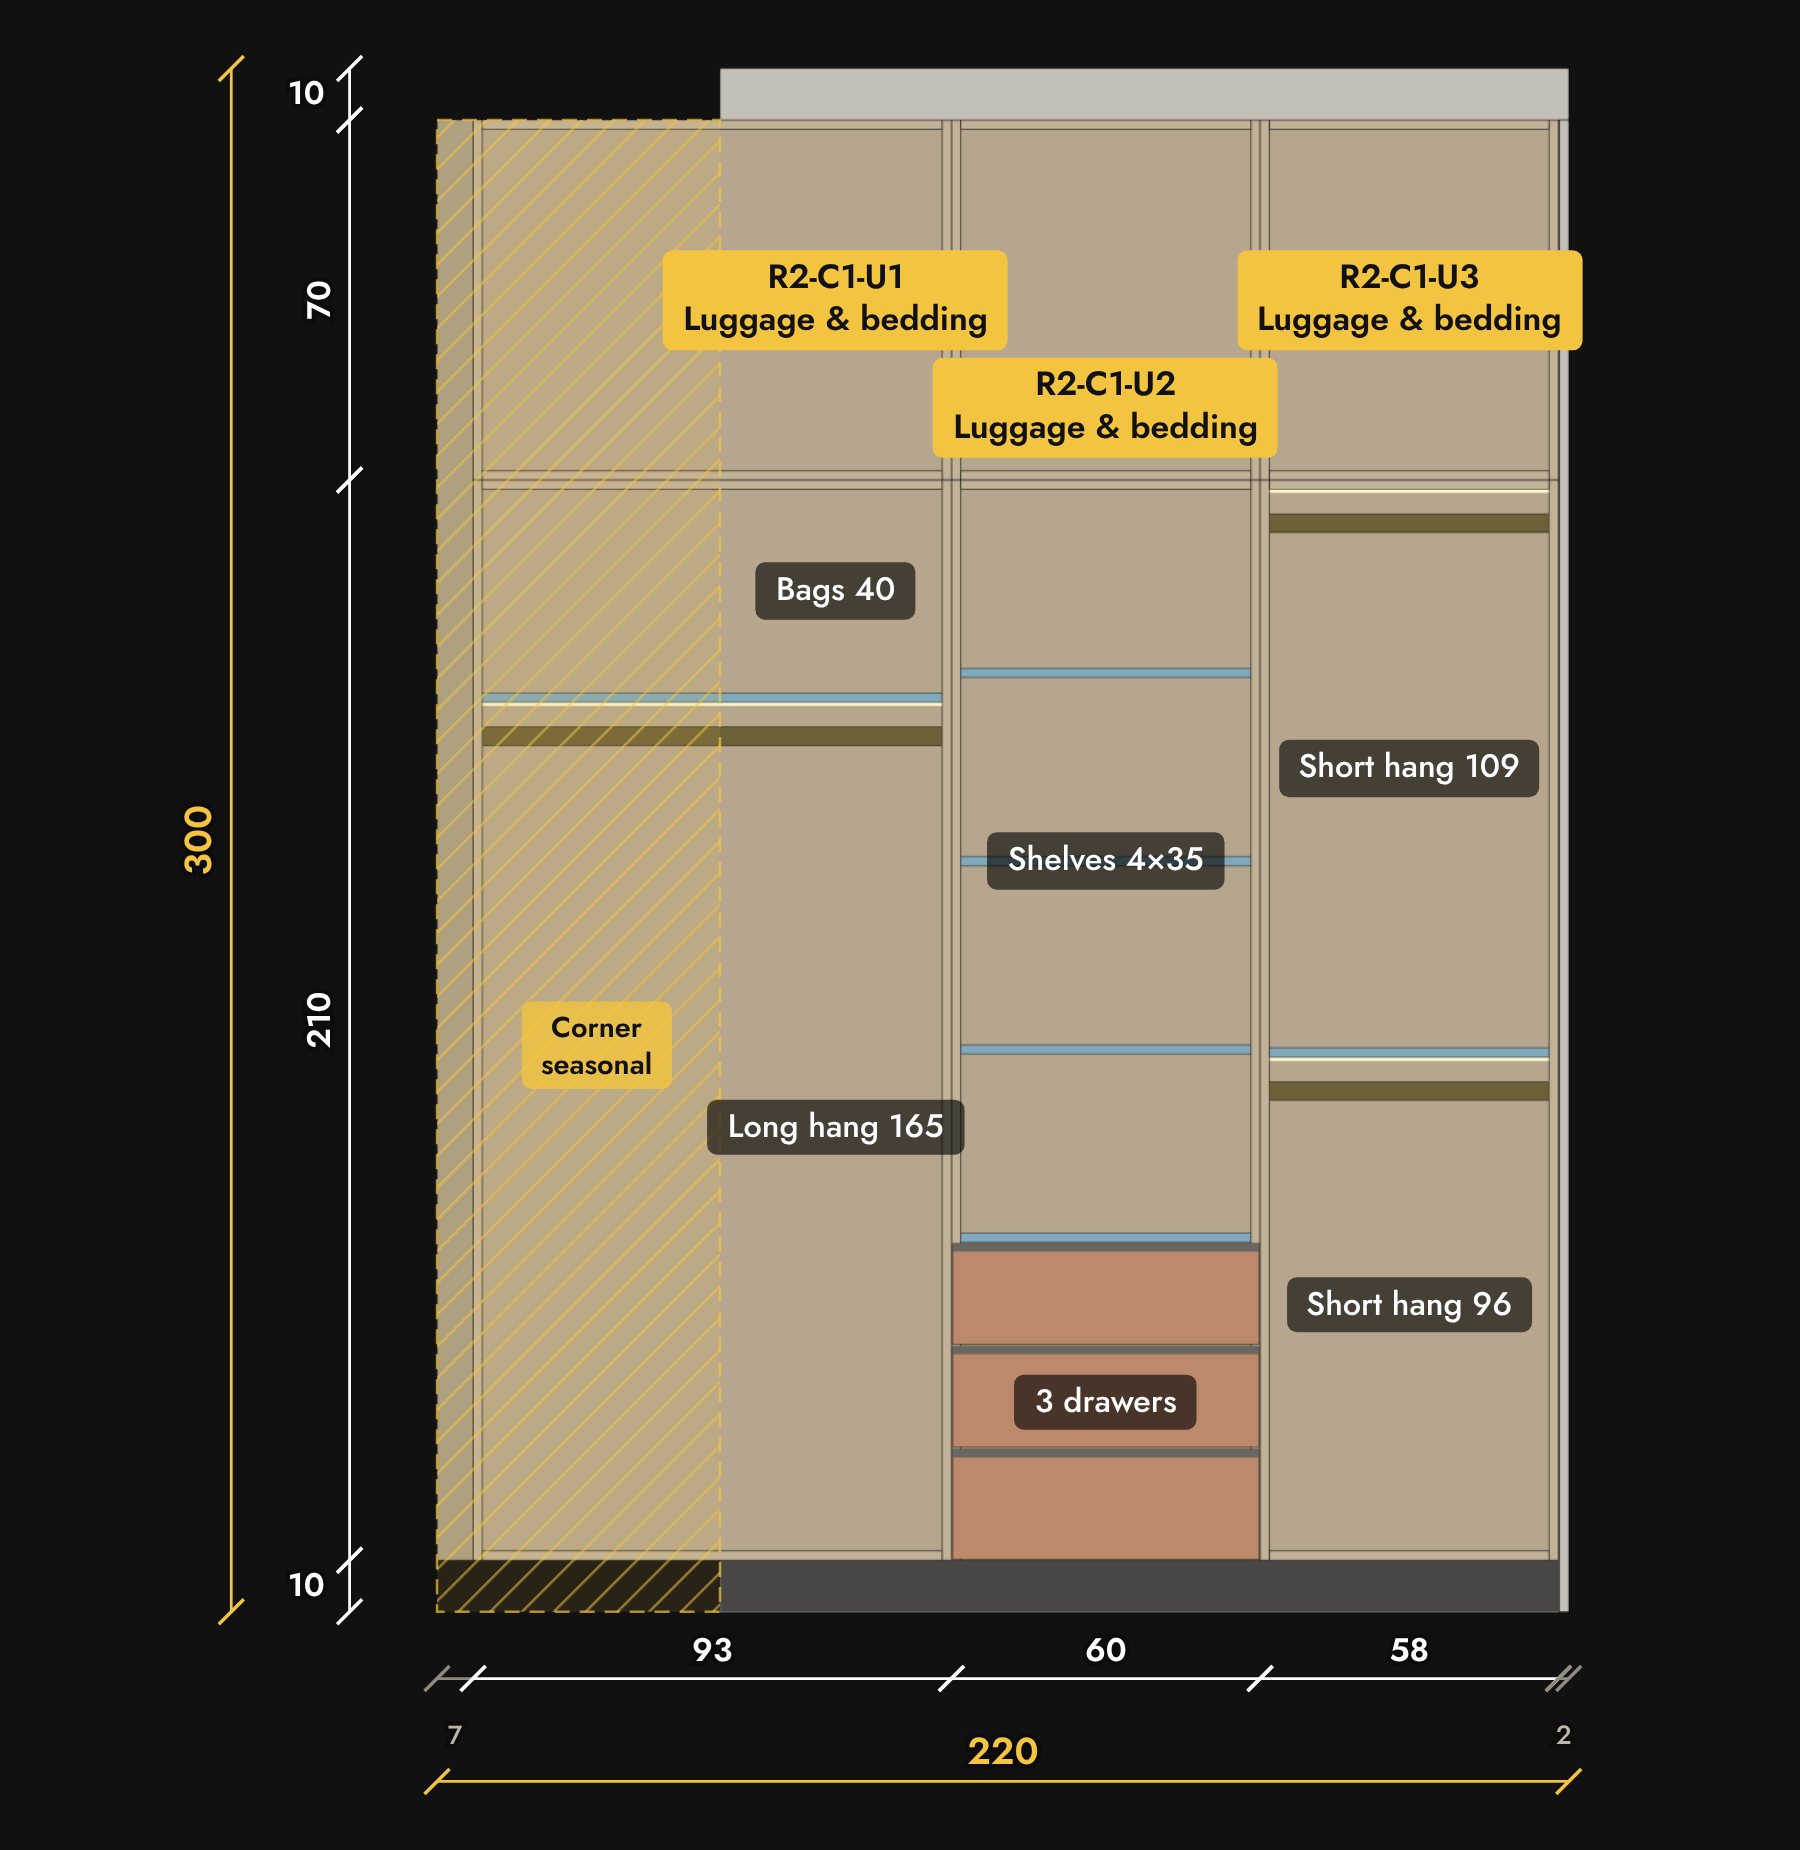 10
R2-C1-U1
Luggage & bedding
R2-C1-U3
Luggage & bedding
70
R2-C1-U2
Luggage & bedding
Bags 40
Short hang 109
300
Shelves 4×35
210
Corner
seasonal
Long hang 165
Short hang 96
3 drawers
10
93
60
58
7
2
220